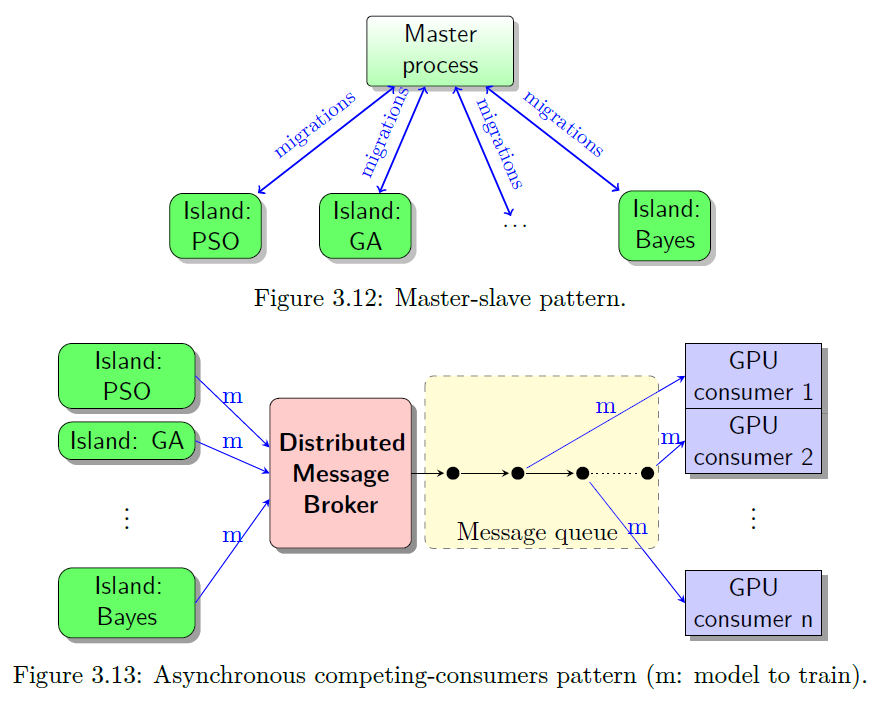 Master
process
migrations
migrations
migrations
migrations
Island:
PSO
Island:
GA
...
Island:
Bayes
Figure 3.12: Master-slave pattern.
Island:
PSO
Island: GA
⋮
Island:
Bayes
m
m
m
Distributed
Message
Broker
Message queue
m
m
m
GPU
consumer 1
GPU
consumer 2
⋮
GPU
consumer n
Figure 3.13: Asynchronous competing-consumers pattern (m: model to train).